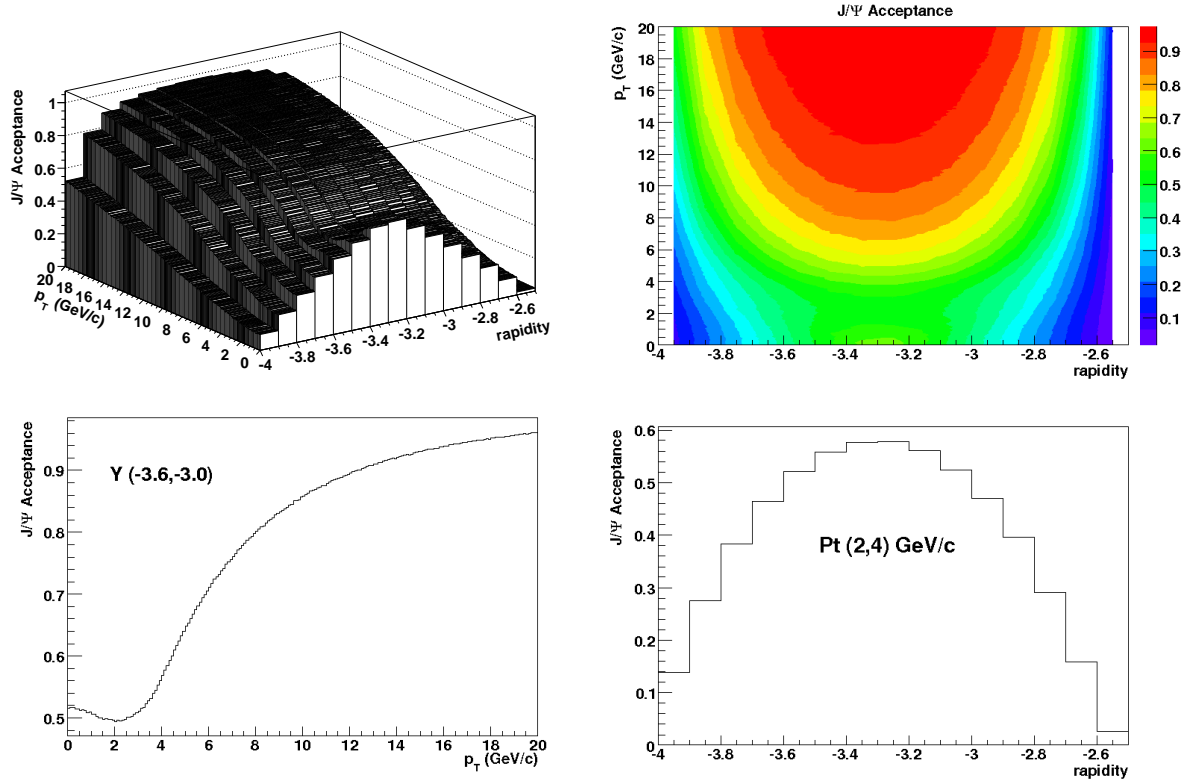 J/Ψ Acceptance
1
0.8
0.6
0.4
0.2
0
20 18 16 14 12 10 8 6 4 2 0
p_T (GeV/c)
-4 -3.8 -3.6 -3.4 -3.2 -3 -2.8 -2.6
rapidity
J/Ψ Acceptance
p_T (GeV/c)
20
18
16
14
12
10
8
6
4
2
0
-4 -3.8 -3.6 -3.4 -3.2 -3 -2.8 -2.6
rapidity
0.9
0.8
0.7
0.6
0.5
0.4
0.3
0.2
0.1
J/Ψ Acceptance
Y (-3.6,-3.0)
0.9
0.8
0.7
0.6
0.5
0 2 4 6 8 10 12 14 16 18 20
p_T (GeV/c)
J/Ψ Acceptance
0.6
0.5
0.4
Pt (2,4) GeV/c
0.3
0.2
0.1
0
-4 -3.8 -3.6 -3.4 -3.2 -3 -2.8 -2.6
rapidity